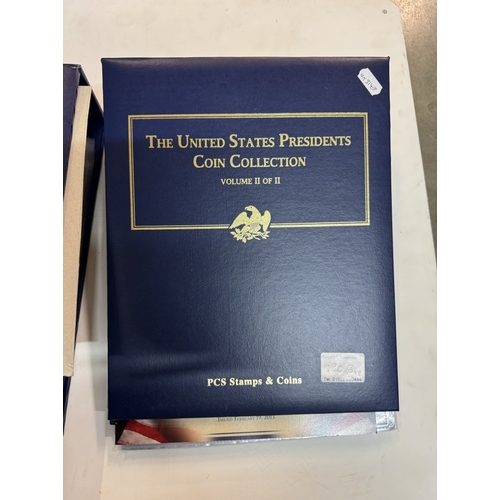 THE UNITED STATES PRESIDENTS
COIN COLLECTION
VOLUME II OF II
PCS Stamps & Coins